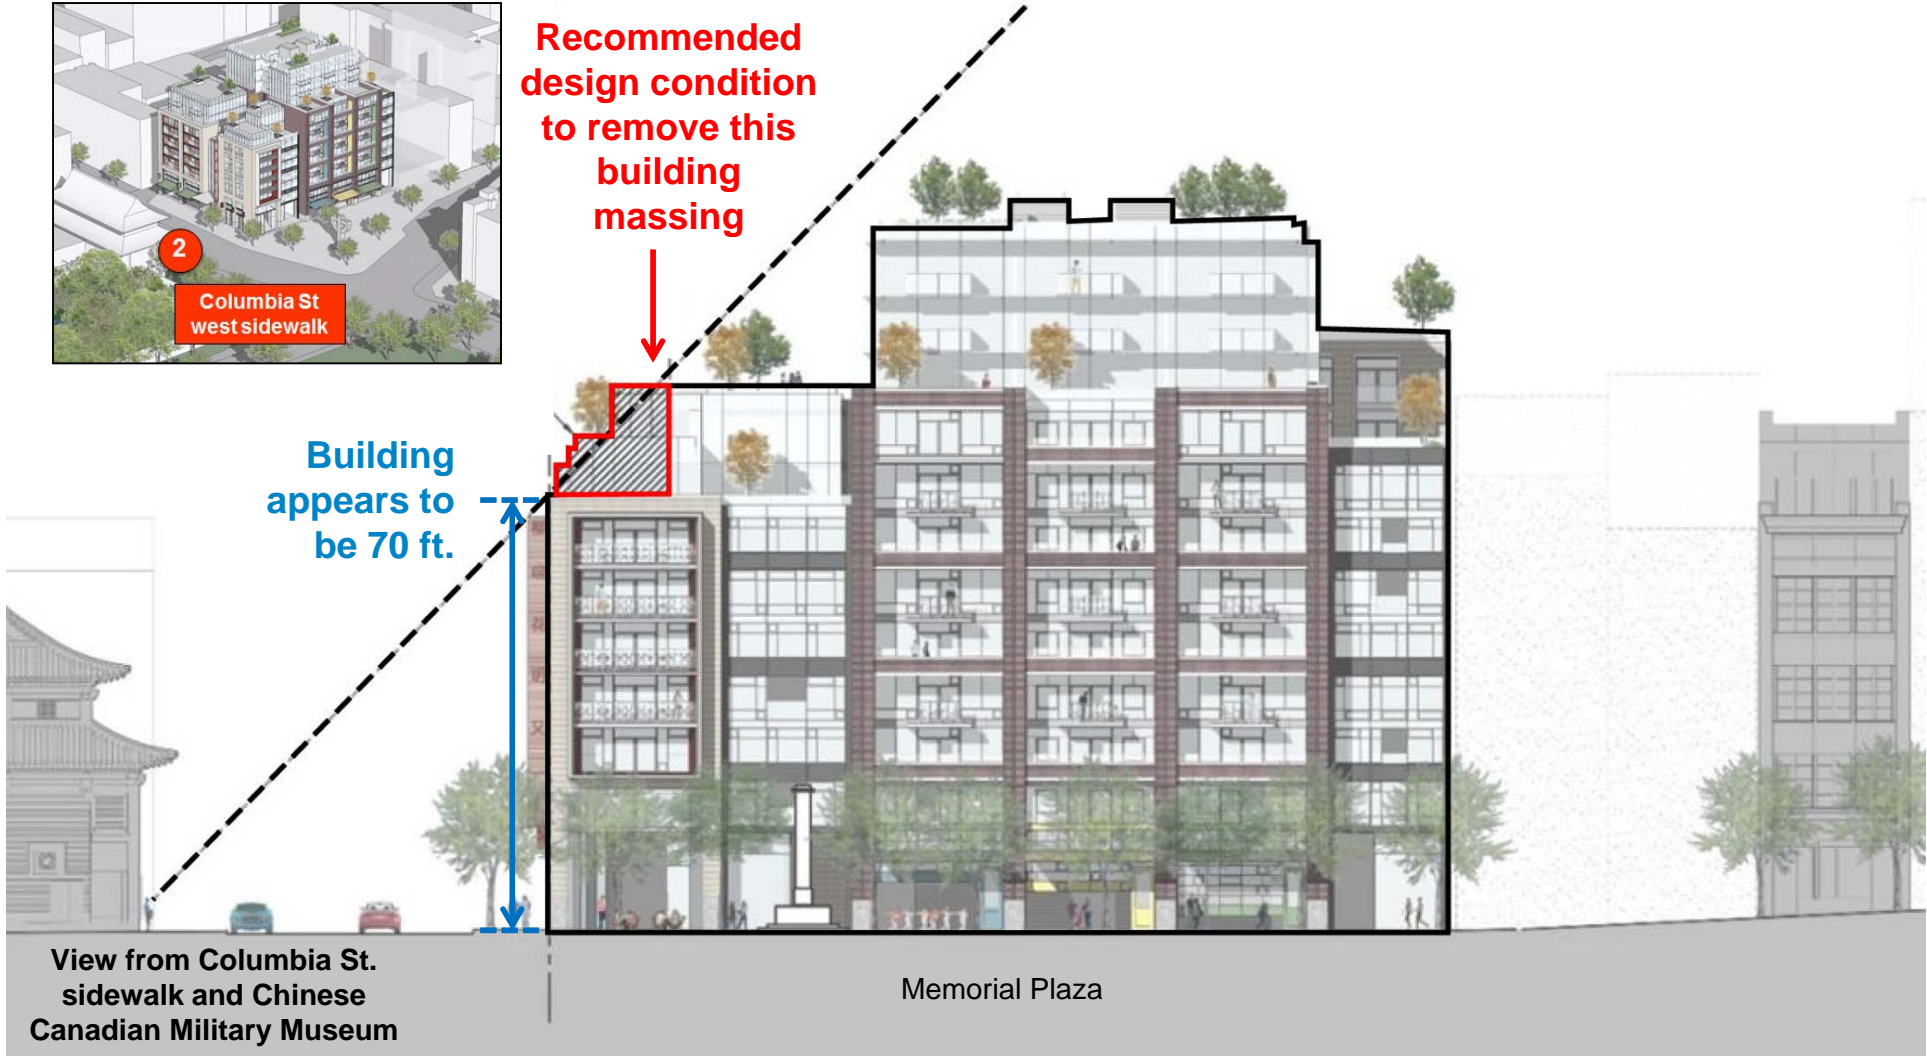 2
Columbia St
west sidewalk
Recommended
design condition
to remove this
building
massing
Building
appears to
be 70 ft.
View from Columbia St.
sidewalk and Chinese
Canadian Military Museum
Memorial Plaza